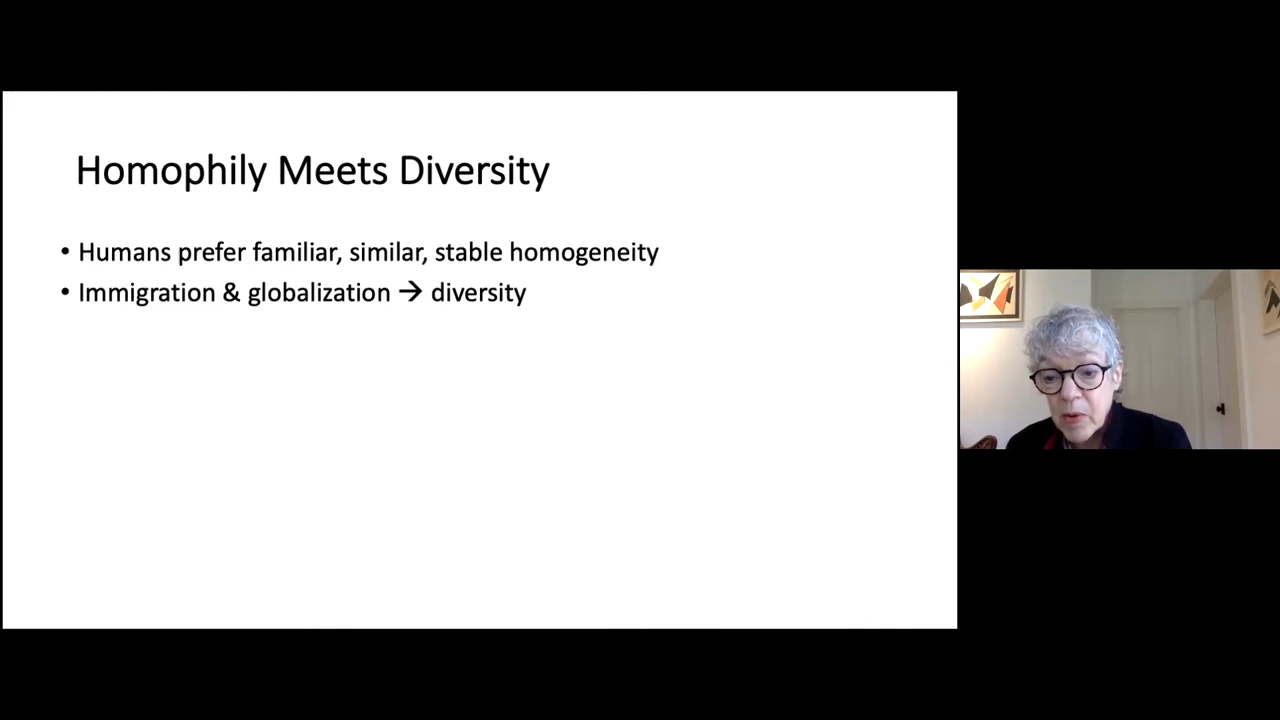 Homophily Meets Diversity
• Humans prefer familiar, similar, stable homogeneity
• Immigration & globalization → diversity